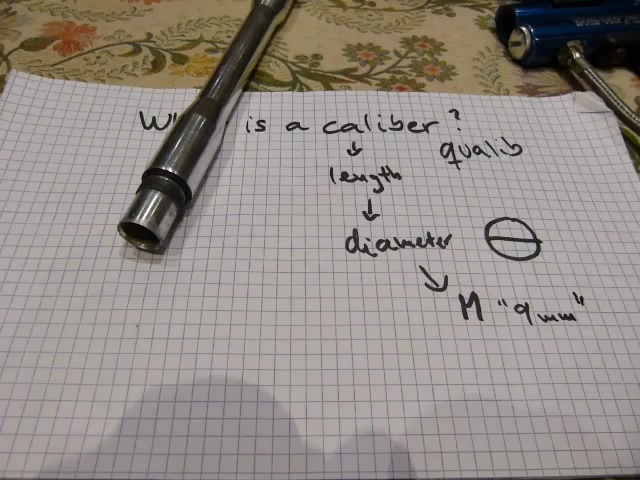 W is a caliber?
qualib
length
diameter
M "9mm"